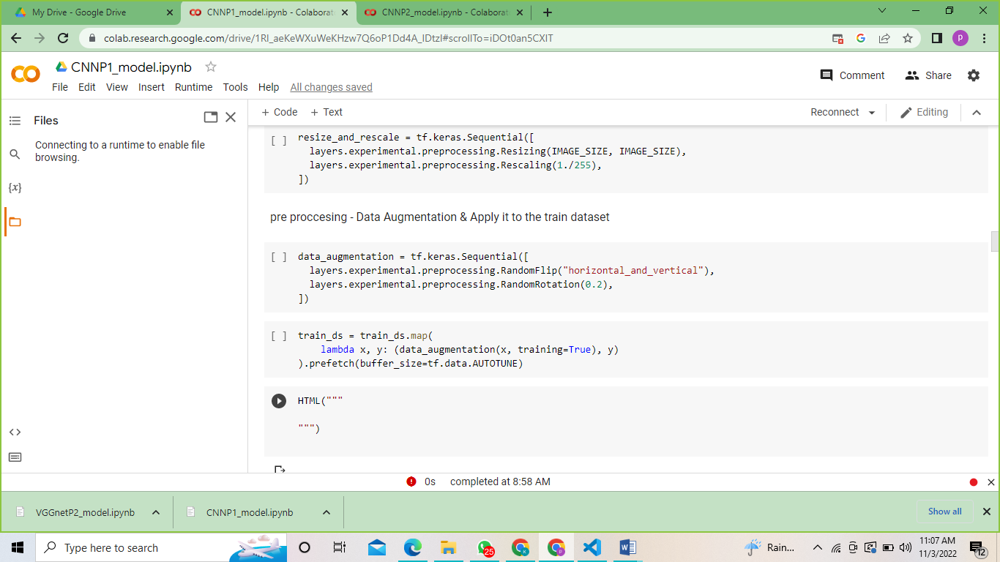 My Drive - Google Drive
CNNP1_model.ipynb - Colaborat
CNNP2_model.ipynb - Colaborat
colab.research.google.com/drive/1RI_aeKeWXuWeKHzw7Q6oP1Dd4A_IDtzI#scrollTo=iDOt0an5CXIT
P
CNNP1_model.ipynb
File Edit View Insert Runtime Tools Help All changes saved
Comment
Share
Files
+ Code + Text
Reconnect
Editing
Connecting to a runtime to enable file
browsing.
{x}
[ ] resize_and_rescale = tf.keras.Sequential([
layers.experimental.preprocessing.Resizing(IMAGE_SIZE, IMAGE_SIZE),
layers.experimental.preprocessing.Rescaling(1./255),
])
pre proccesing - Data Augmentation & Apply it to the train dataset
[ ] data_augmentation = tf.keras.Sequential([
layers.experimental.preprocessing.RandomFlip("horizontal_and_vertical"),
layers.experimental.preprocessing.RandomRotation(0.2),
])
[ ] train_ds = train_ds.map(
lambda x, y: (data_augmentation(x, training=True), y)
).prefetch(buffer_size=tf.data.AUTOTUNE)
HTML("""
""")
0s completed at 8:58 AM
VGGnetP2_model.ipynb
CNNP1_model.ipynb
Show all
Type here to search
25
K
P
Rain...
11:07 AM
11/3/2022
12